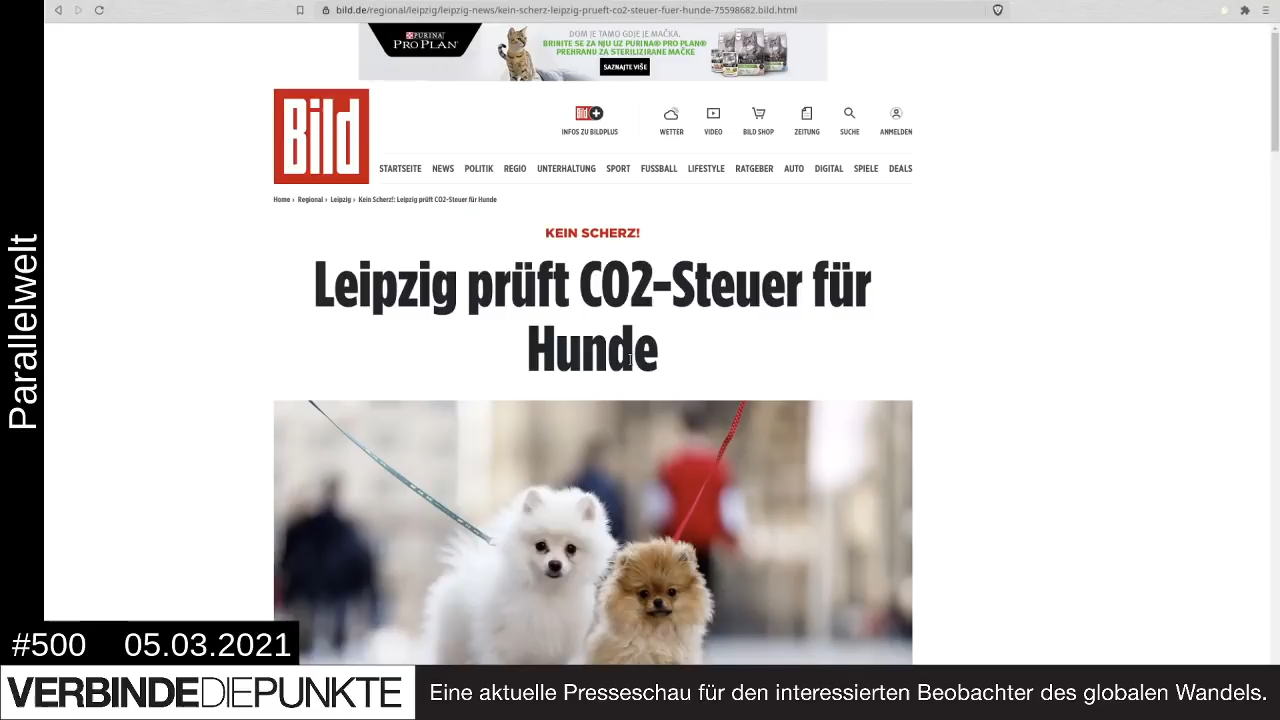 bild.de/regional/leipzig/leipzig-news/kein-scherz-leipzig-prueft-co2-steuer-fuer-hunde-75598682.bild.html
PURINA
PRO PLAN
DOM JE TAMO GDJE JE MAČKA.
BRINITE SE ZA NJU UZ PURINA® PRO PLAN®
PREHRANU ZA STERILIZIRANE MAČKE
SAZNAJTE VIŠE
Bild
Bild
INFOS ZU BILDPLUS
WETTER
VIDEO
BILD SHOP
ZEITUNG
SUCHE
ANMELDEN
STARTSEITE NEWS POLITIK REGIO UNTERHALTUNG SPORT FUSSBALL LIFESTYLE RATGEBER AUTO DIGITAL SPIELE DEALS
Home › Regional › Leipzig › Kein Scherz!: Leipzig prüft CO2-Steuer für Hunde
KEIN SCHERZ!
Leipzig prüft CO2-Steuer für
Hunde
Parallelwelt
#500 05.03.2021
VERBINDEDIEPUNKTE
Eine aktuelle Presseschau für den interessierten Beobachter des globalen Wandels.